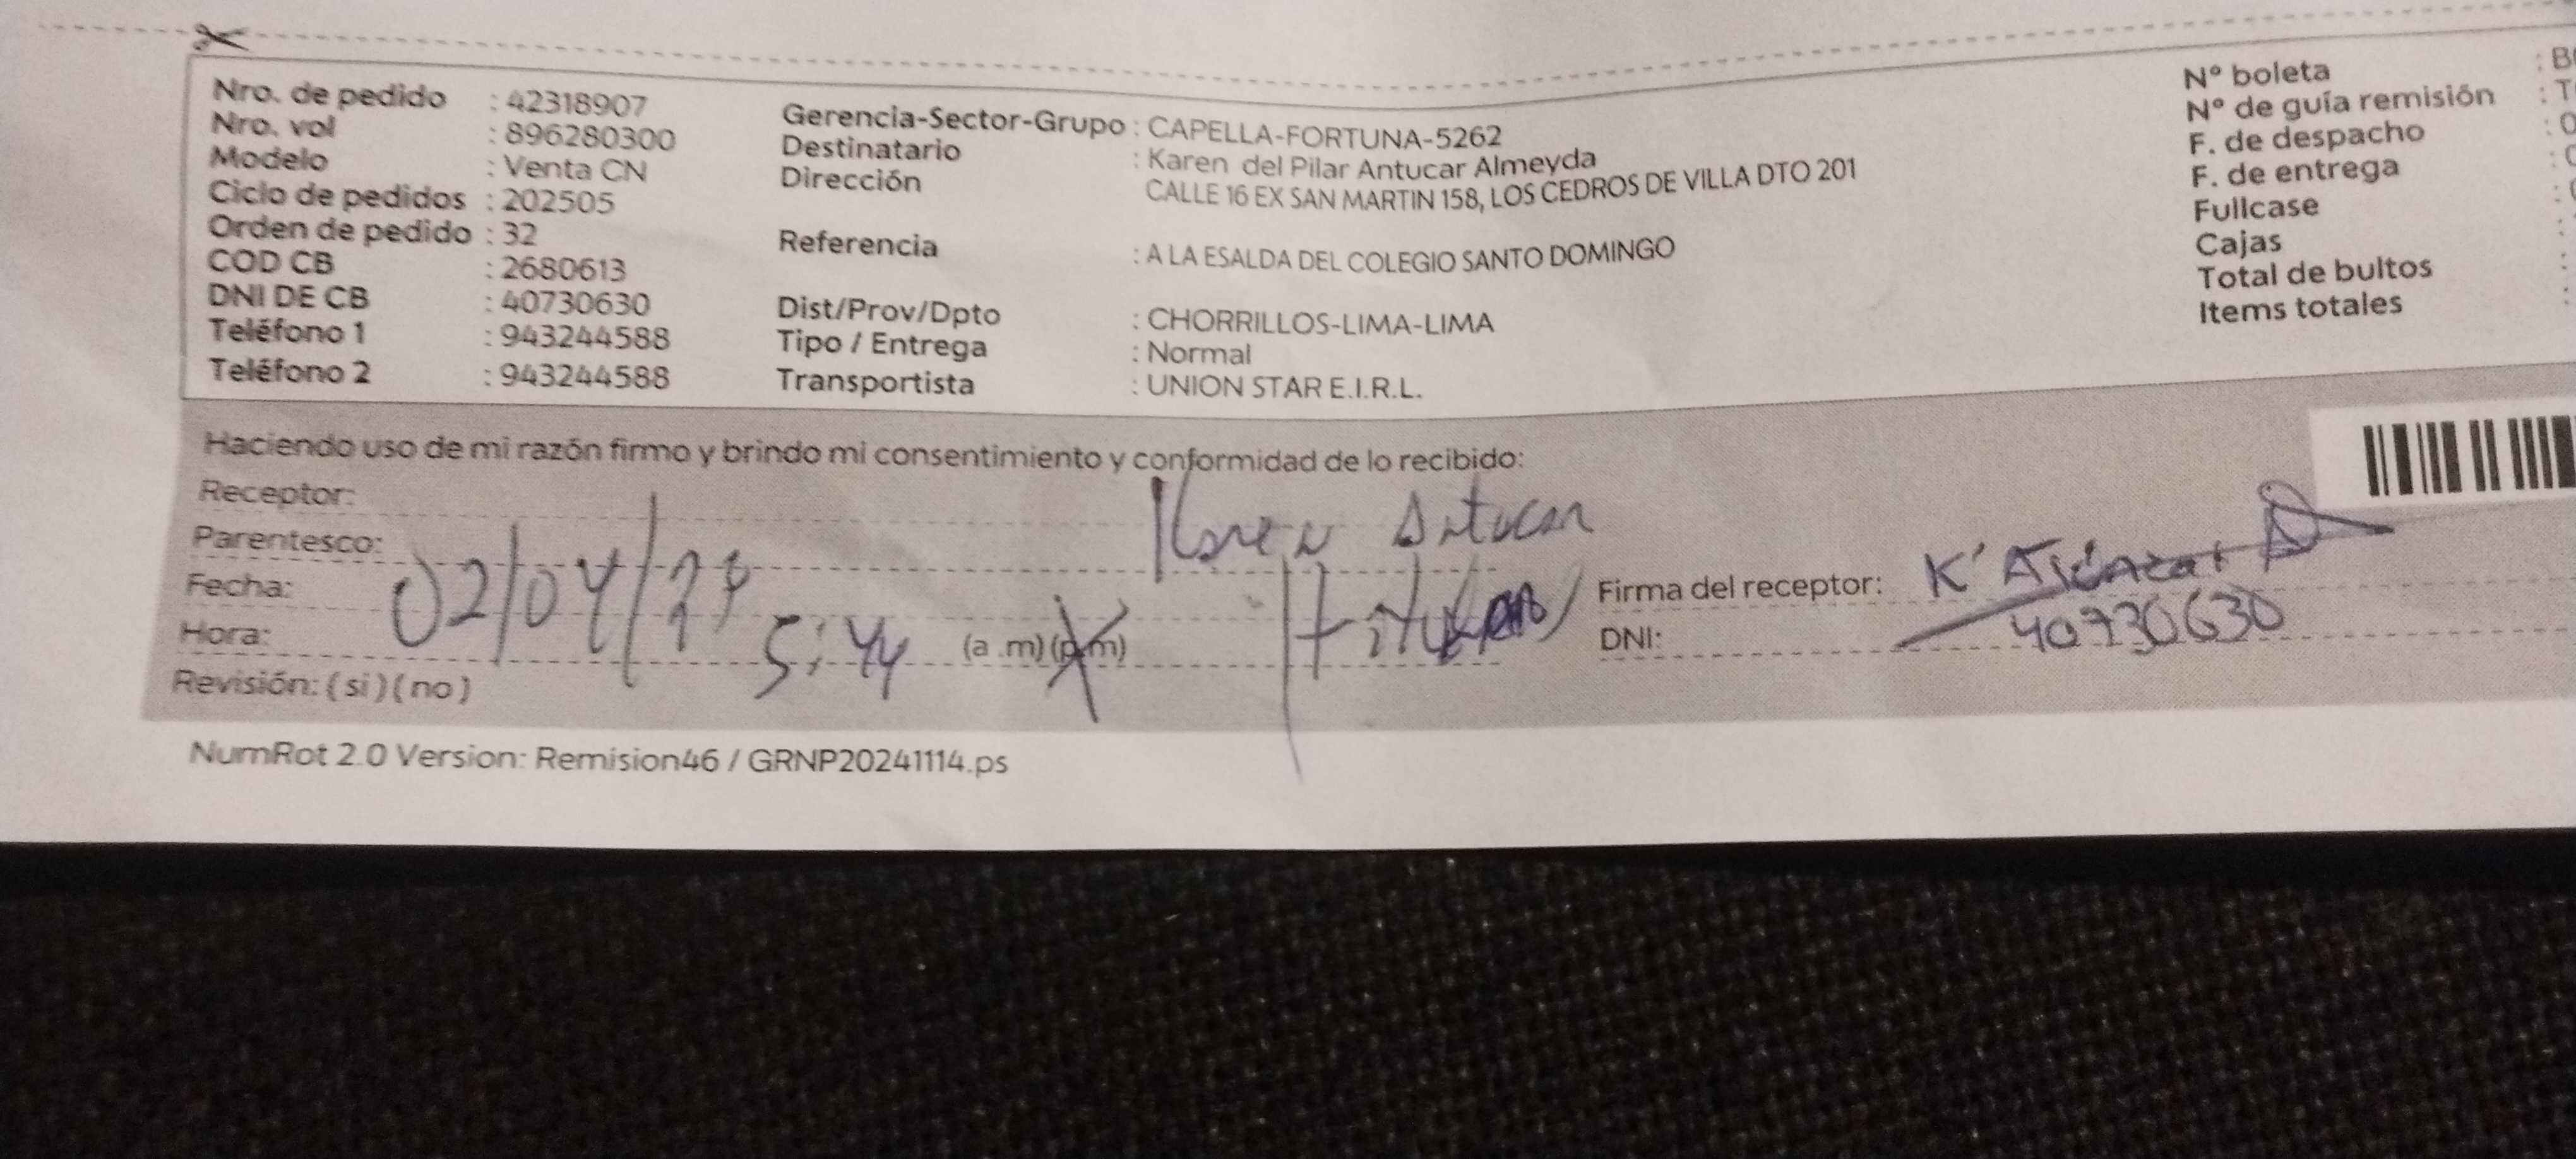 Nro. de pedido : 42318907
Nro. vol : 896280300
Modelo : Venta CN
Ciclo de pedidos : 202505
Orden de pedido : 32
COD CB : 2680613
DNI DE CB : 40730630
Teléfono 1 : 943244588
Teléfono 2 : 943244588
Gerencia-Sector-Grupo : CAPELLA-FORTUNA-5262
Destinatario : Karen del Pilar Antucar Almeyda
Dirección CALLE 16 EX SAN MARTIN 158, LOS CEDROS DE VILLA DTO 201
Referencia : A LA ESALDA DEL COLEGIO SANTO DOMINGO
Dist/Prov/Dpto : CHORRILLOS-LIMA-LIMA
Tipo / Entrega : Normal
Transportista : UNION STAR E.I.R.L.
N° boleta : B
N° de guía remisión : T
F. de despacho :
F. de entrega :
Fullcase :
Cajas :
Total de bultos :
Items totales :
Haciendo uso de mi razón firmo y brindo mi consentimiento y conformidad de lo recibido:
Receptor: Karen Antucar
Parentesco:
Fecha: 02/04/
Hora: 5:44 (a.m)(p.m)
Revisión: (si)(no)
Firma del receptor:
DNI: 40730630
NumRot 2.0 Version: Remision46 / GRNP20241114.ps